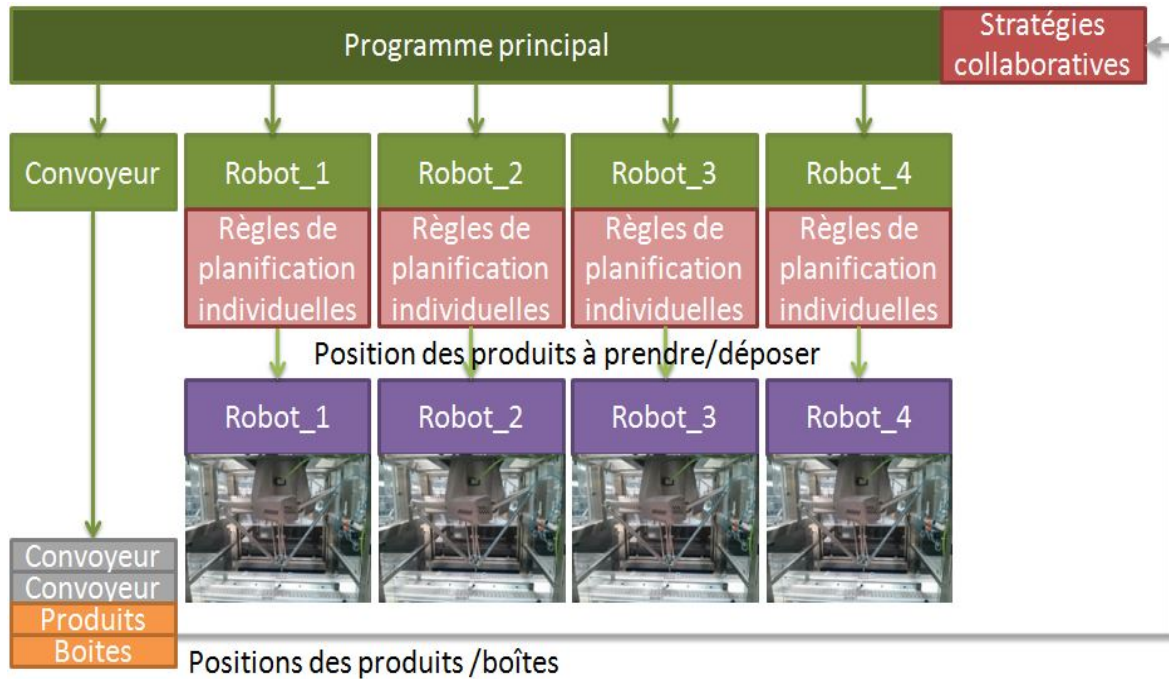 Programme principal
Stratégies
collaboratives
Convoyeur
Robot_1
Robot_2
Robot_3
Robot_4
Règles de
planification
individuelles
Règles de
planification
individuelles
Règles de
planification
individuelles
Règles de
planification
individuelles
Position des produits à prendre/déposer
Robot_1
Robot_2
Robot_3
Robot_4
Convoyeur
Convoyeur
Produits
Boites
Positions des produits /boîtes